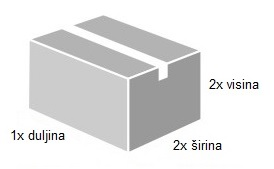 2x visina
1x duljina
2x širina